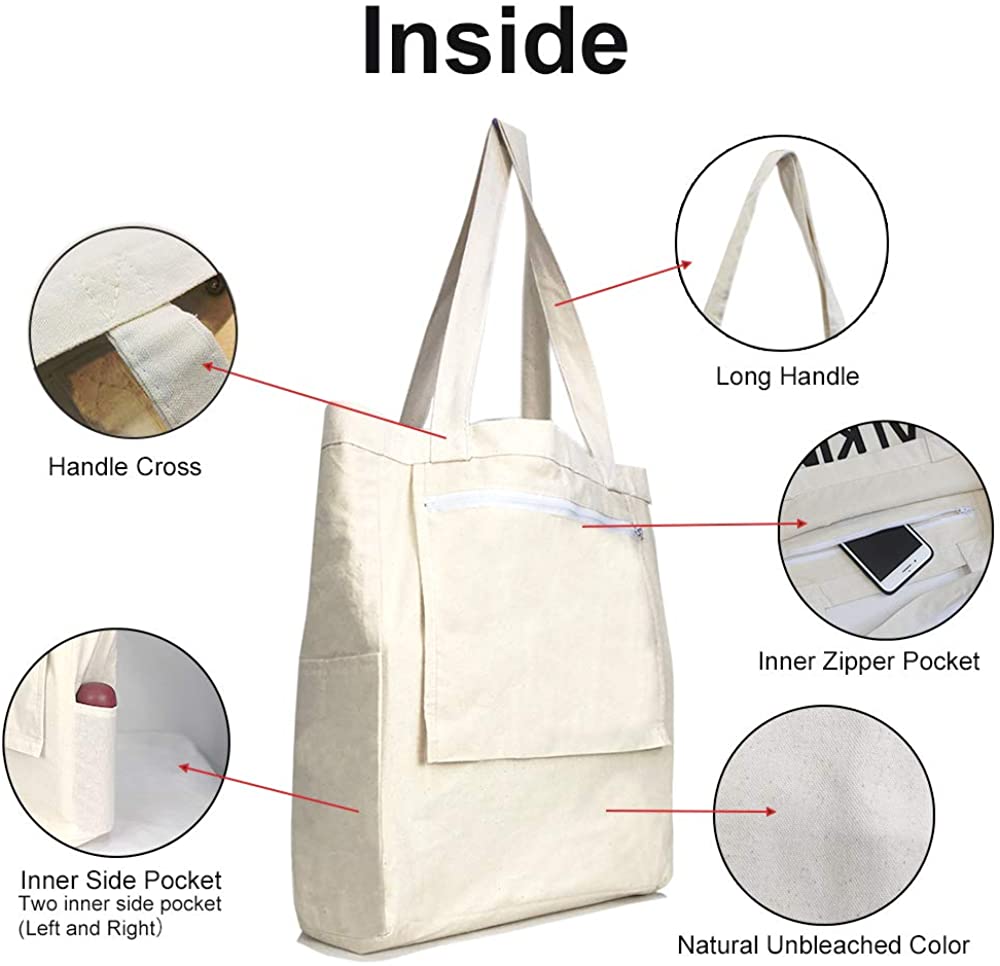 Inside
Long Handle
Handle Cross
Inner Zipper Pocket
Inner Side Pocket
Two inner side pocket
(Left and Right)
Natural Unbleached Color